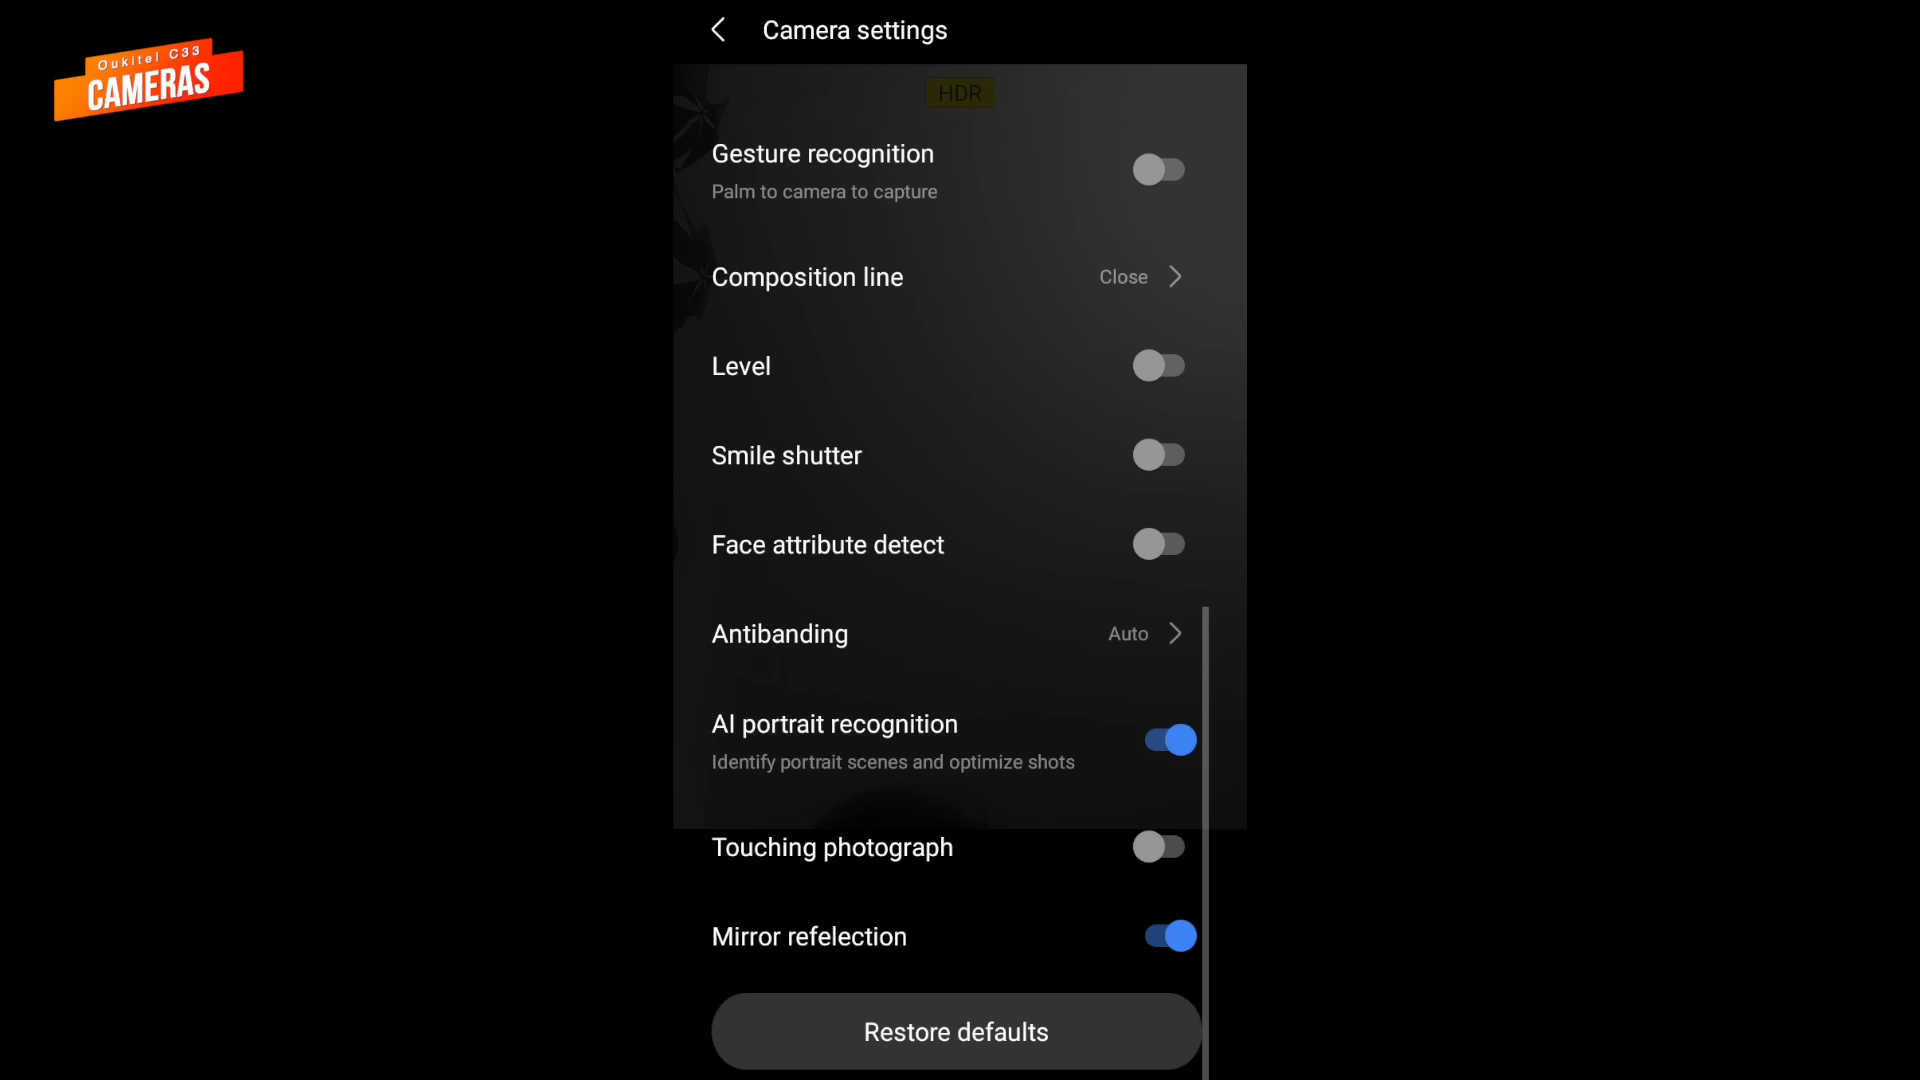 Oukitel C33
CAMERAS
Camera settings
HDR
Gesture recognition
Palm to camera to capture
Composition line
Close
Level
Smile shutter
Face attribute detect
Antibanding
Auto
AI portrait recognition
Identify portrait scenes and optimize shots
Touching photograph
Mirror refelection
Restore defaults